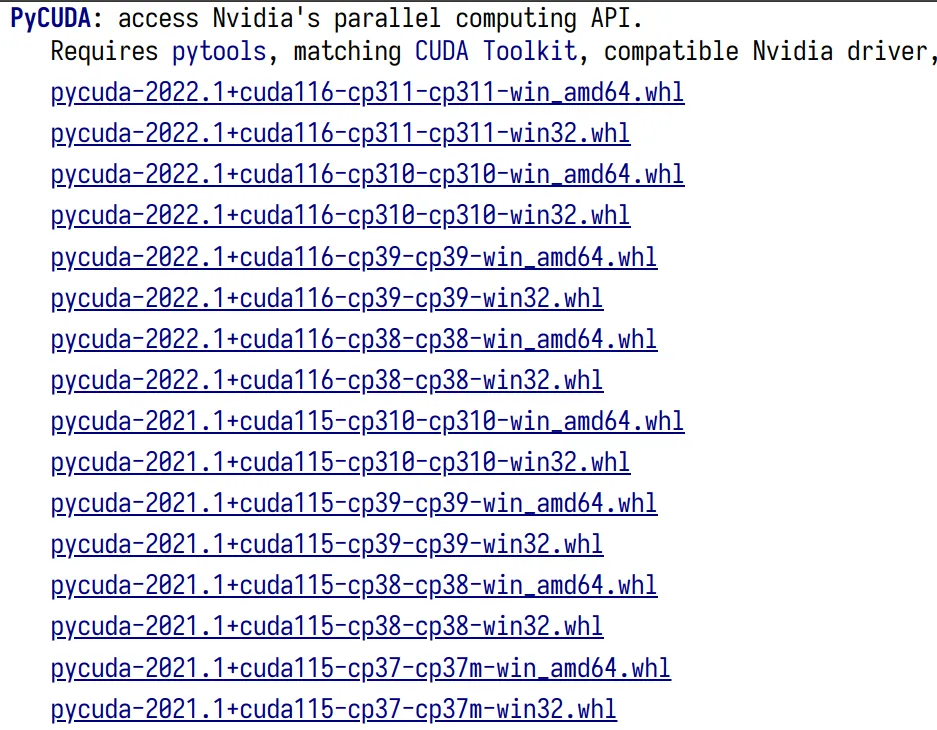 PyCUDA: access Nvidia's parallel computing API.
Requires pytools, matching CUDA Toolkit, compatible Nvidia driver,
pycuda-2022.1+cuda116-cp311-cp311-win_amd64.whl
pycuda-2022.1+cuda116-cp311-cp311-win32.whl
pycuda-2022.1+cuda116-cp310-cp310-win_amd64.whl
pycuda-2022.1+cuda116-cp310-cp310-win32.whl
pycuda-2022.1+cuda116-cp39-cp39-win_amd64.whl
pycuda-2022.1+cuda116-cp39-cp39-win32.whl
pycuda-2022.1+cuda116-cp38-cp38-win_amd64.whl
pycuda-2022.1+cuda116-cp38-cp38-win32.whl
pycuda-2021.1+cuda115-cp310-cp310-win_amd64.whl
pycuda-2021.1+cuda115-cp310-cp310-win32.whl
pycuda-2021.1+cuda115-cp39-cp39-win_amd64.whl
pycuda-2021.1+cuda115-cp39-cp39-win32.whl
pycuda-2021.1+cuda115-cp38-cp38-win_amd64.whl
pycuda-2021.1+cuda115-cp38-cp38-win32.whl
pycuda-2021.1+cuda115-cp37-cp37m-win_amd64.whl
pycuda-2021.1+cuda115-cp37-cp37m-win32.whl